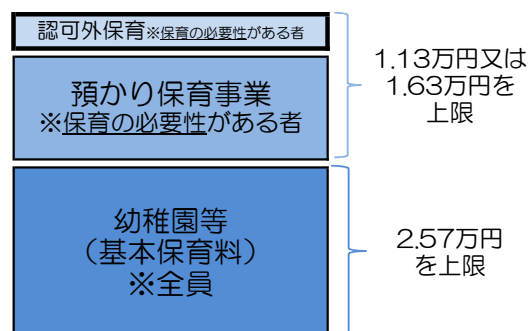 認可外保育※保育の必要性がある者
預かり保育事業
※保育の必要性がある者
1.13万円又は
1.63万円を
上限
幼稚園等
（基本保育料）
※全員
2.57万円
を上限